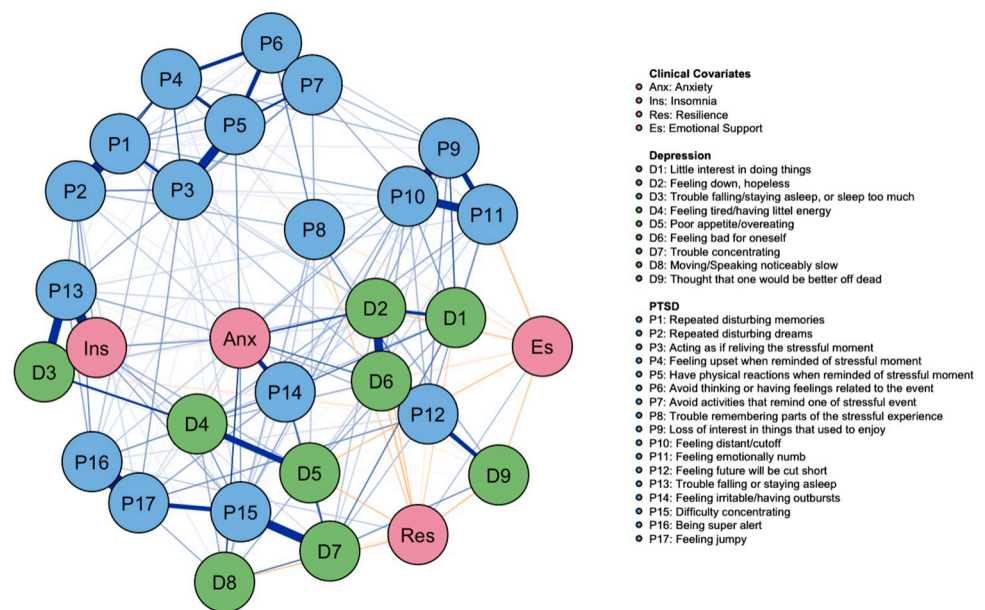 P6
P4
P7
P5
P1
P9
P2
P3
P10
P11
P8
P13
D2
D1
Anx
Es
Ins
D3
D6
P14
P12
D4
P16
D5
D9
P17
P15
Res
D7
D8
Clinical Covariates
Anx: Anxiety
Ins: Insomnia
Res: Resilience
Es: Emotional Support
Depression
D1: Little interest in doing things
D2: Feeling down, hopeless
D3: Trouble falling/staying asleep, or sleep too much
D4: Feeling tired/having littel energy
D5: Poor appetite/overeating
D6: Feeling bad for oneself
D7: Trouble concentrating
D8: Moving/Speaking noticeably slow
D9: Thought that one would be better off dead
PTSD
P1: Repeated disturbing memories
P2: Repeated disturbing dreams
P3: Acting as if reliving the stressful moment
P4: Feeling upset when reminded of stressful moment
P5: Have physical reactions when reminded of stressful moment
P6: Avoid thinking or having feelings related to the event
P7: Avoid activities that remind one of stressful event
P8: Trouble remembering parts of the stressful experience
P9: Loss of interest in things that used to enjoy
P10: Feeling distant/cutoff
P11: Feeling emotionally numb
P12: Feeling future will be cut short
P13: Trouble falling or staying asleep
P14: Feeling irritable/having outbursts
P15: Difficulty concentrating
P16: Being super alert
P17: Feeling jumpy